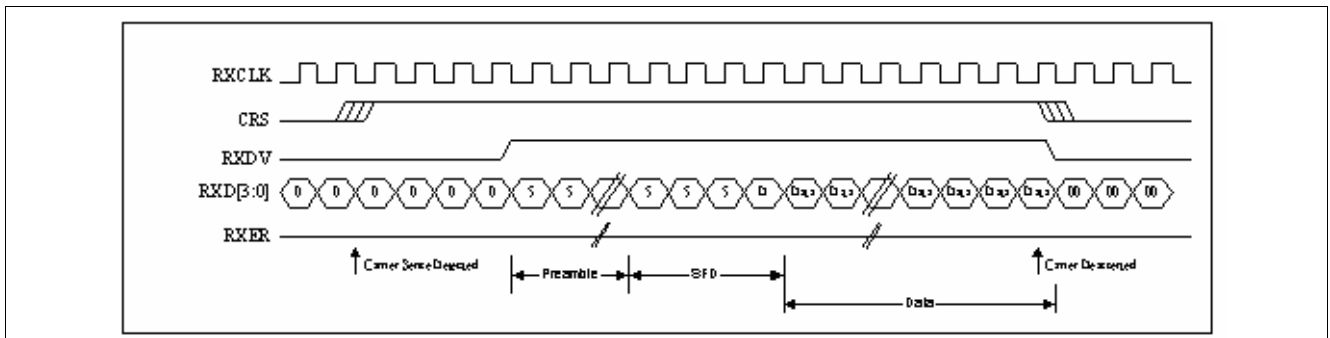 RXCLK
CRS
RXDV
RXD[3:0] 0 0 0 0 0 0 5 5 5 5 5 D 00 00 00
RXER
Carrier Sense Detected
Carrier Deasserted
Preamble SFD
Data